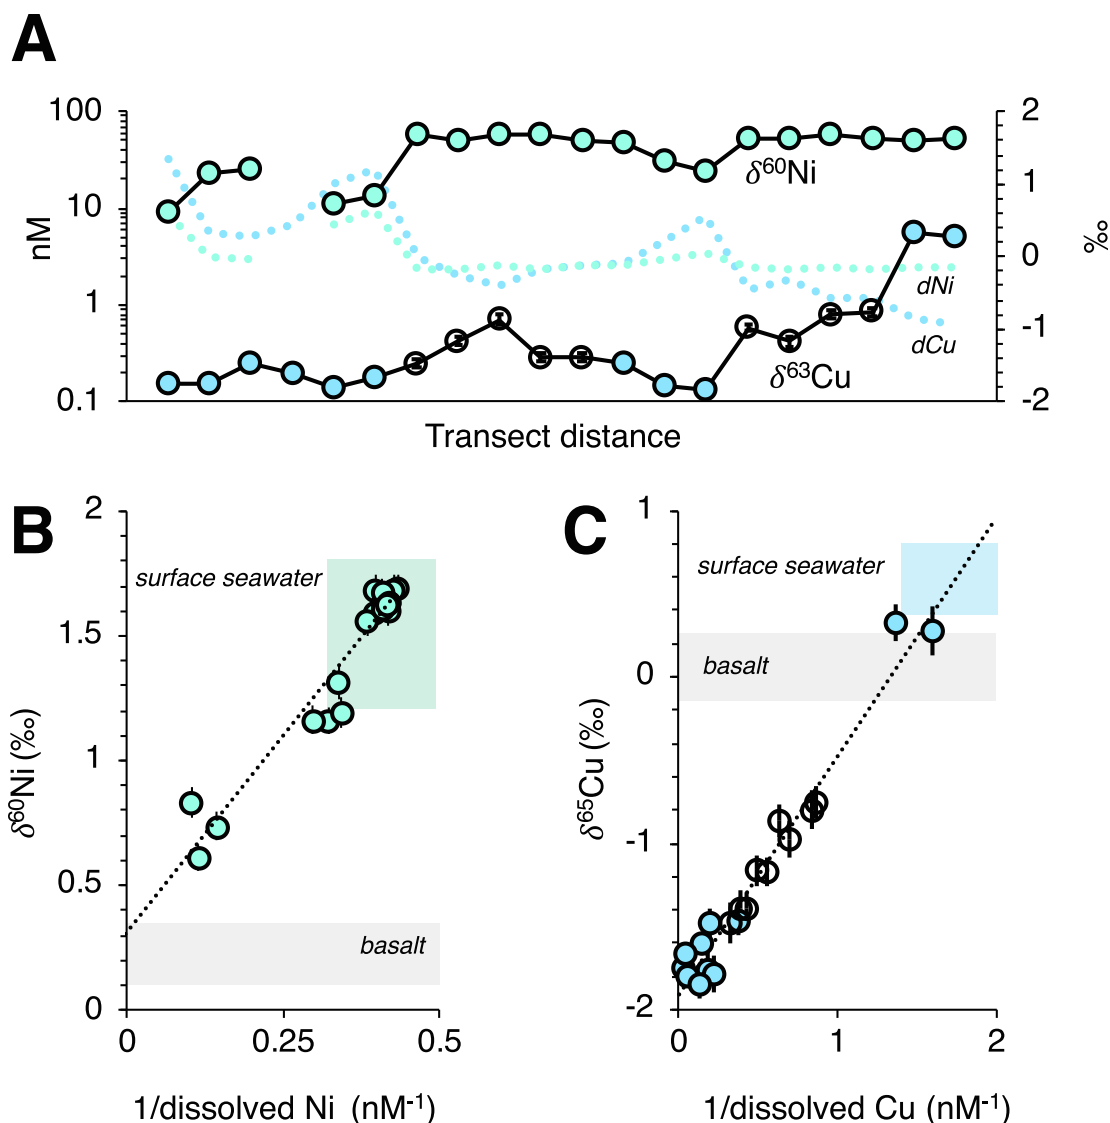 A
100
10
1
0.1
nM
2
1
0
-1
-2
‰
δ⁶⁰Ni
dNi
dCu
δ⁶³Cu
Transect distance
B
2
1.5
1
0.5
0
δ⁶⁰Ni (‰)
surface seawater
basalt
0
0.25
0.5
1/dissolved Ni (nM⁻¹)
C
1
0
-1
-2
δ⁶⁵Cu (‰)
surface seawater
basalt
0
1
2
1/dissolved Cu (nM⁻¹)